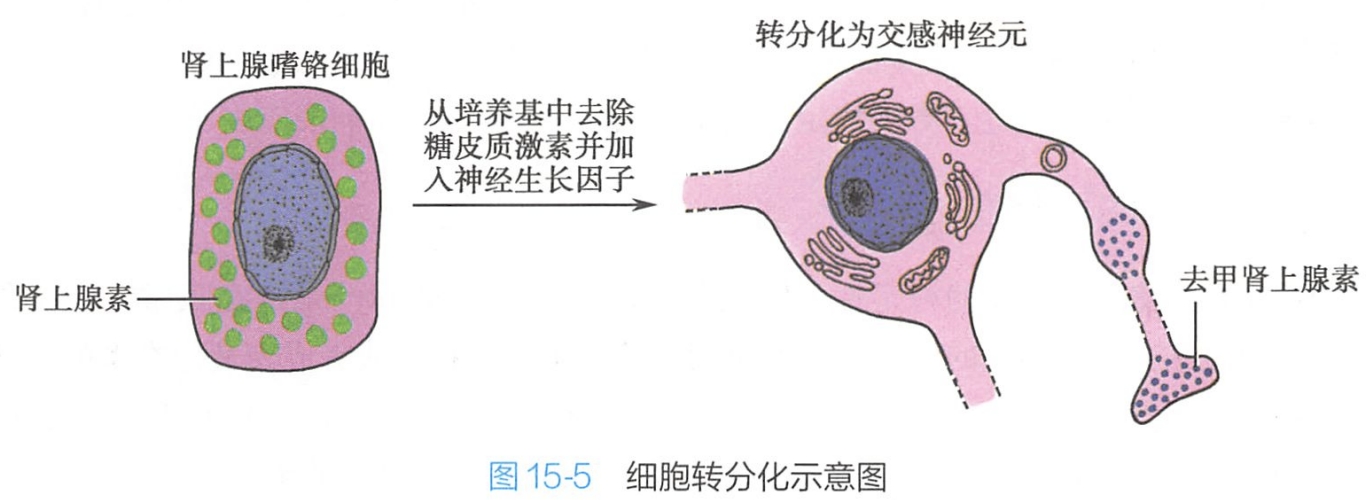 肾上腺嗜铬细胞
从培养基中去除
糖皮质激素并加
入神经生长因子
转分化为交感神经元
肾上腺素
去甲肾上腺素
图 15-5 细胞转分化示意图